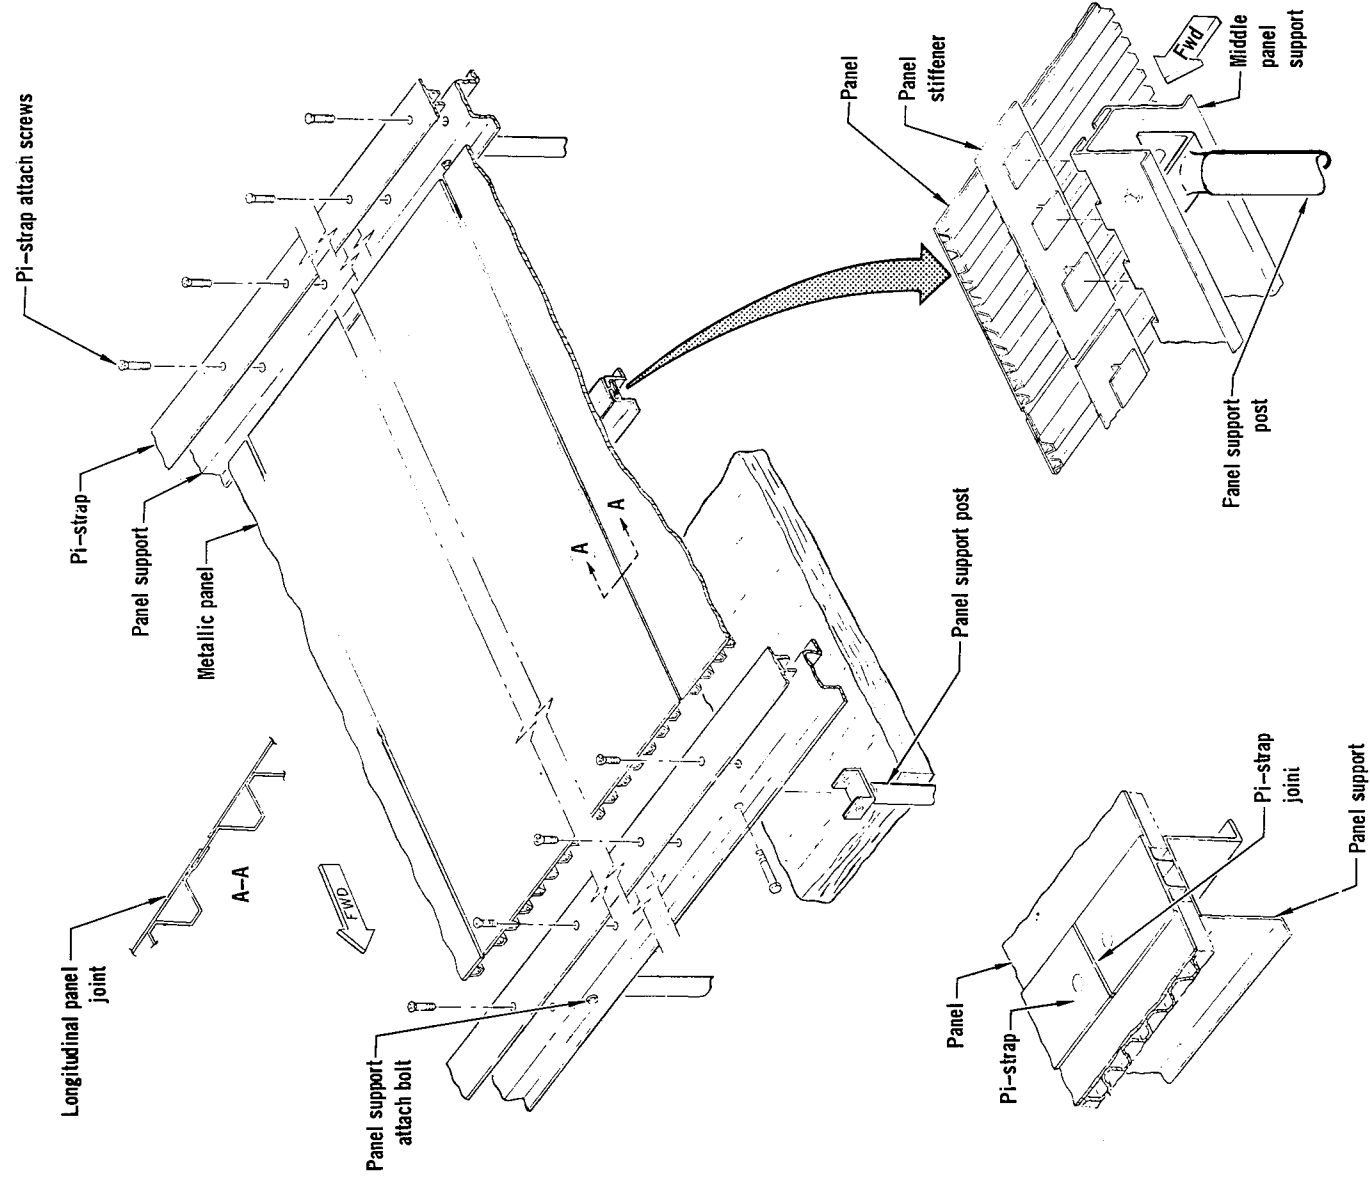 Pi-strap attach screws
Pi-strap
Panel support
Metallic panel
Longitudinal panel
joint
A-A
FWD
A
A
Panel support
attach bolt
Panel support post
Panel
Panel
stiffener
Fwd
Middle
panel
support
Panel support
post
Panel
Pi-strap
Pi-strap
joint
Panel support